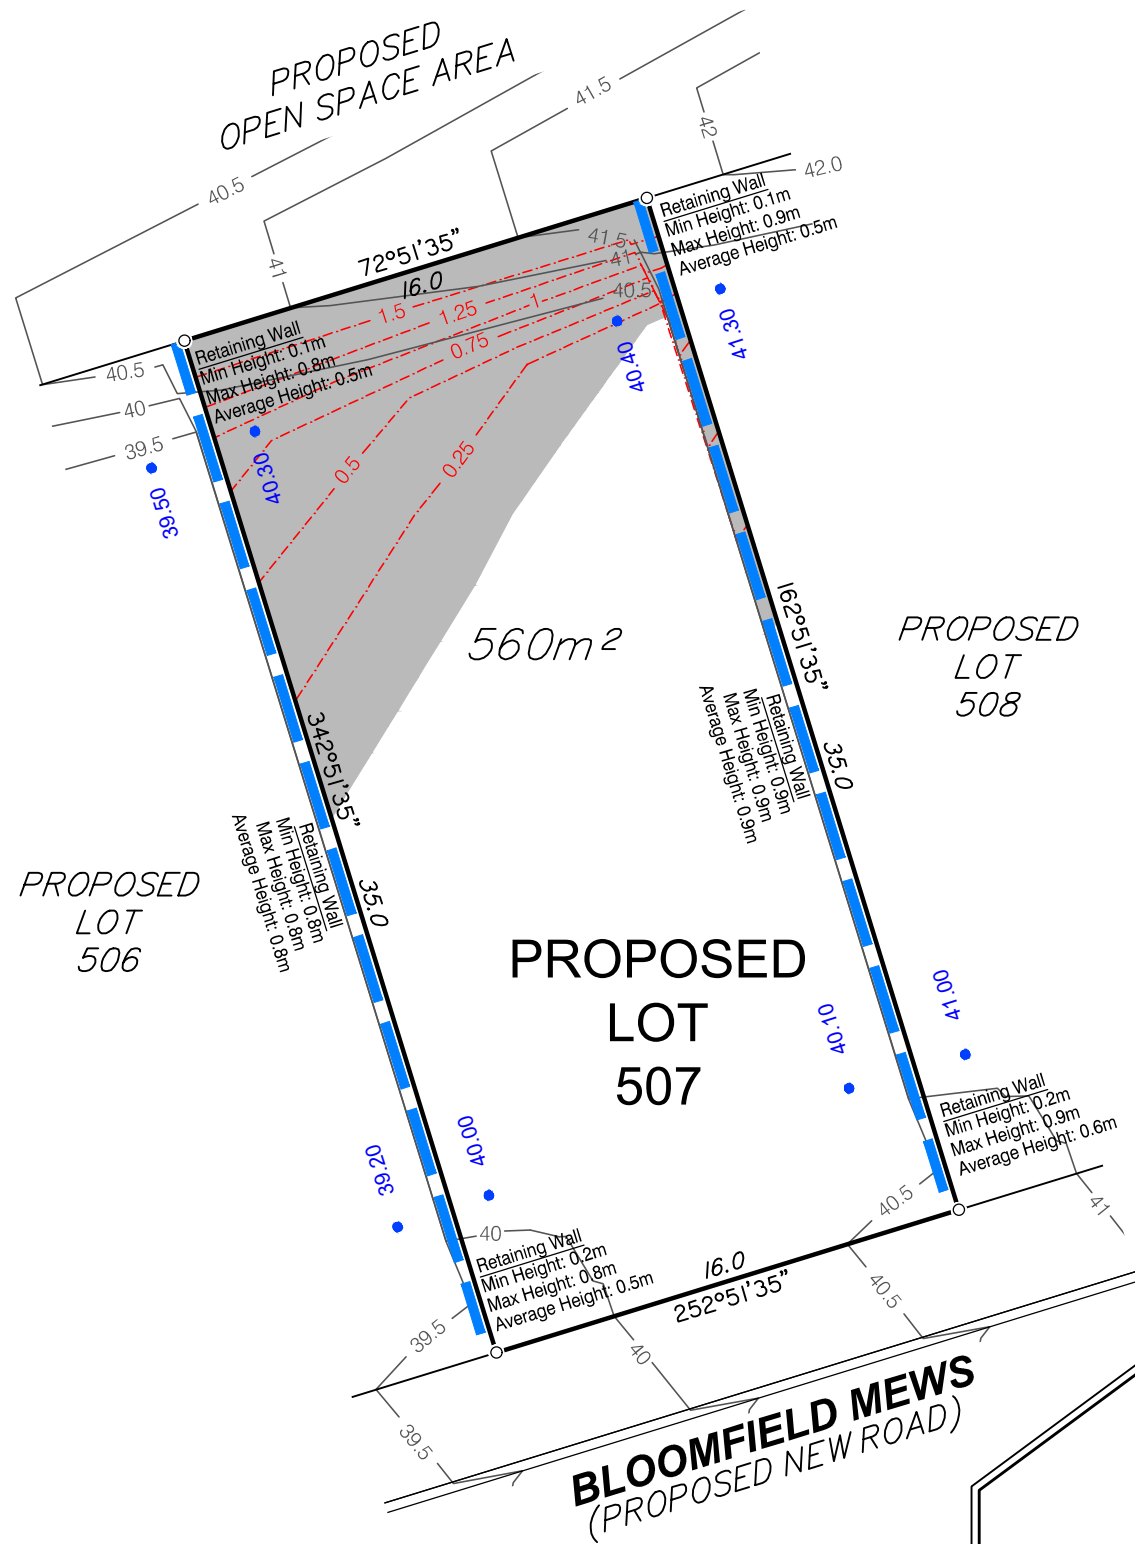 PROPOSED
OPEN SPACE AREA
41.5
40.5
42
42.0
41
72°51'35"
16.0
Retaining Wall
Min Height: 0.1m
Max Height: 0.9m
Average Height: 0.5m
41.5
41
40.5
1.5
1.25
1
0.75
0.5
0.25
Retaining Wall
Min Height: 0.1m
Max Height: 0.8m
Average Height: 0.5m
40.5
40
39.5
39.50
40.30
40.40
41.30
560m²
162°51'35"
35.0
PROPOSED
LOT
508
Retaining Wall
Min Height: 0.9m
Max Height: 0.9m
Average Height: 0.9m
342°51'35"
35.0
Retaining Wall
Min Height: 0.8m
Max Height: 0.8m
Average Height: 0.8m
PROPOSED
LOT
506
PROPOSED
LOT
507
40.10
41.00
39.20
40.00
Retaining Wall
Min Height: 0.2m
Max Height: 0.9m
Average Height: 0.6m
40.5
41
40
Retaining Wall
Min Height: 0.2m
Max Height: 0.8m
Average Height: 0.5m
16.0
252°51'35"
40.5
39.5
40
39.5
BLOOMFIELD MEWS
(PROPOSED NEW ROAD)